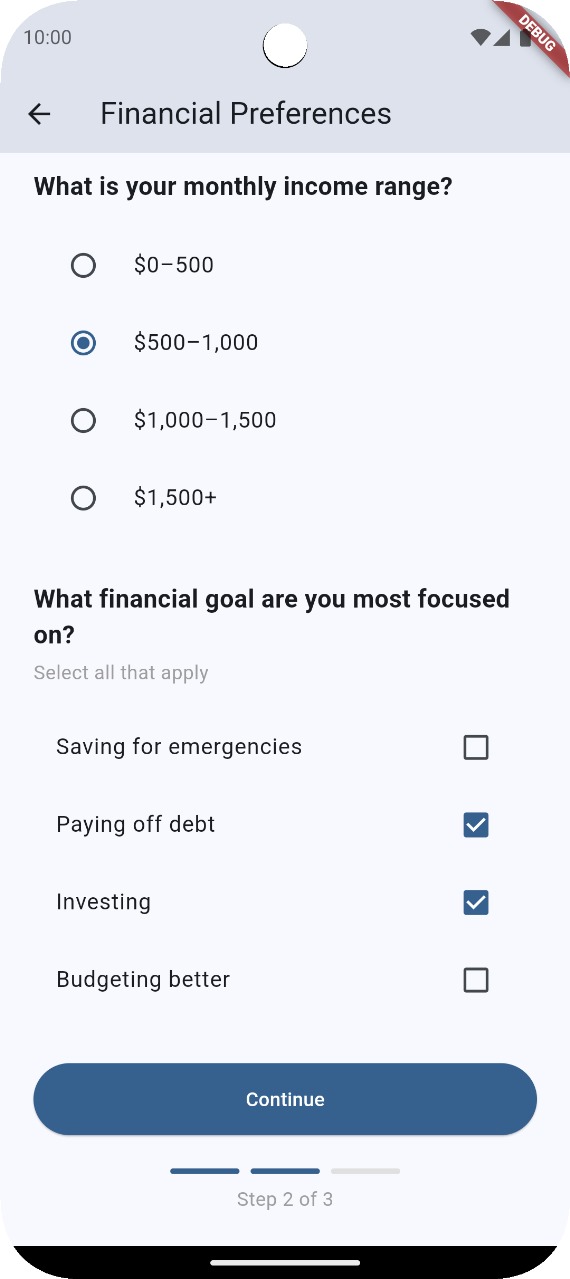 10:00
DEBUG
Financial Preferences
What is your monthly income range?
$0–500
$500–1,000
$1,000–1,500
$1,500+
What financial goal are you most focused
on?
Select all that apply
Saving for emergencies
Paying off debt
Investing
Budgeting better
Continue
Step 2 of 3